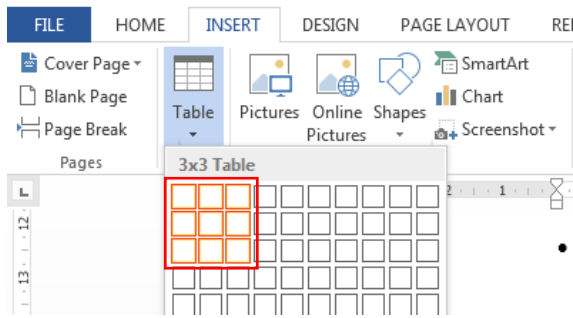 FILE HOME INSERT DESIGN PAGE LAYOUT
Cover Page
Blank Page
Page Break
Pages
Table
Pictures
Online
Pictures
Shapes
SmartArt
Chart
Screenshot
3x3 Table
2 1
12
13